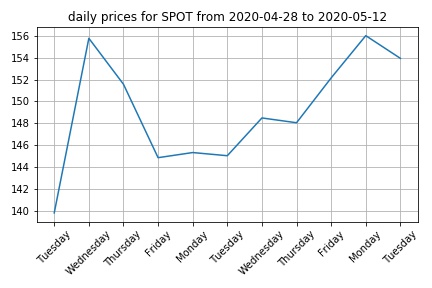 daily prices for SPOT from 2020-04-28 to 2020-05-12
156
154
152
150
148
146
144
142
140
Tuesday
Wednesday
Thursday
Friday
Monday
Tuesday
Wednesday
Thursday
Friday
Monday
Tuesday